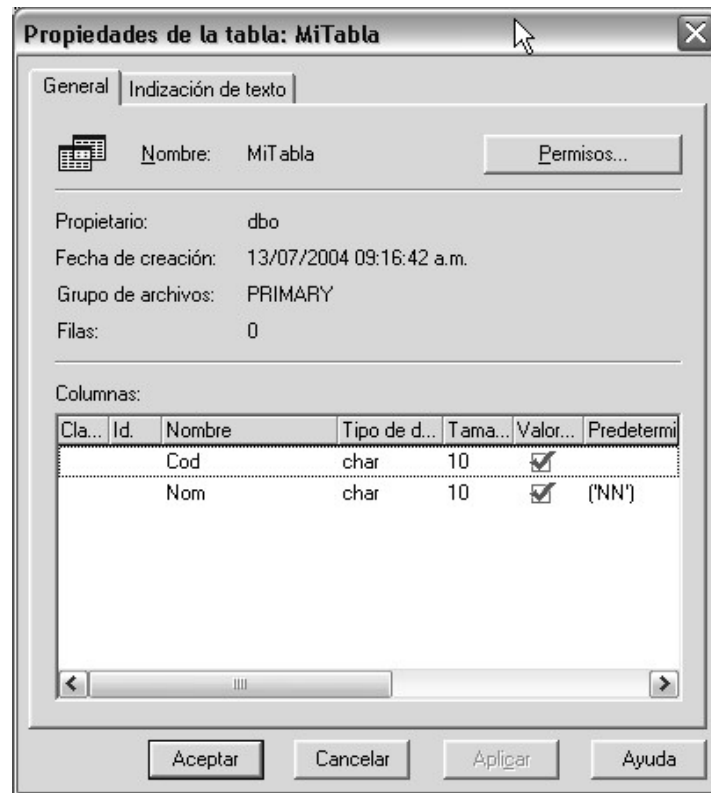 Propiedades de la tabla: MiTabla
General Indización de texto
Nombre: MiTabla Permisos...
Propietario: dbo
Fecha de creación: 13/07/2004 09:16:42 a.m.
Grupo de archivos: PRIMARY
Filas: 0
Columnas:
Cla... Id. Nombre Tipo de d... Tama... Valor... Predetermi
Cod char 10
Nom char 10 ('NN')
Aceptar Cancelar Aplicar Ayuda